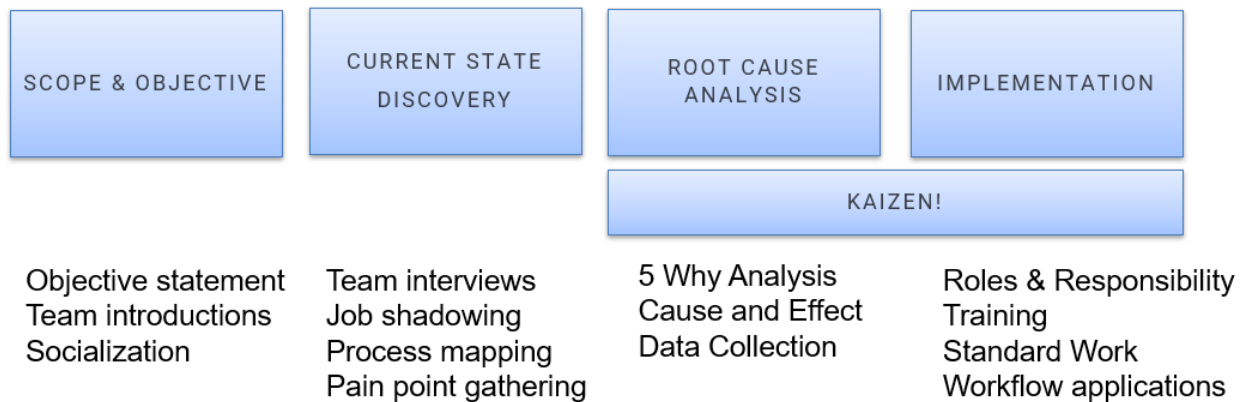 SCOPE & OBJECTIVE
CURRENT STATE
DISCOVERY
ROOT CAUSE
ANALYSIS
IMPLEMENTATION
KAIZEN!
Objective statement
Team introductions
Socialization
Team interviews
Job shadowing
Process mapping
Pain point gathering
5 Why Analysis
Cause and Effect
Data Collection
Roles & Responsibility
Training
Standard Work
Workflow applications